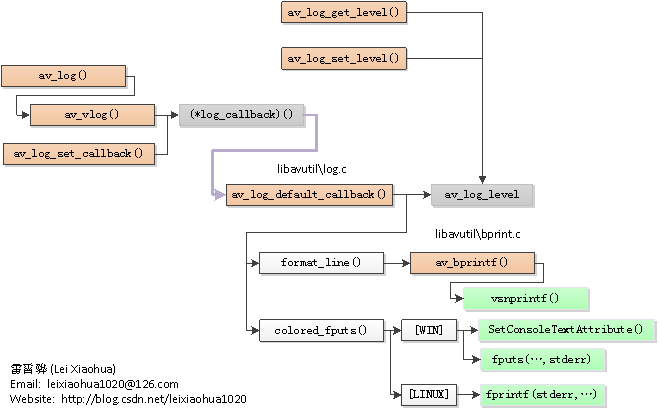 av_log_get_level()
av_log_set_level()
av_log()
av_vlog()
(*log_callback)()
av_log_set_callback()
libavutil\log.c
av_log_default_callback()
av_log_level
libavutil\bprint.c
format_line()
av_bprintf()
vsnprintf()
colored_fputs()
[WIN]
SetConsoleTextAttribute()
fputs(…,stderr)
[LINUX]
fprintf(stderr,…)
雷霄骅 (Lei Xiaohua)
Email: leixiaohua1020@126.com
Website: http://blog.csdn.net/leixiaohua1020